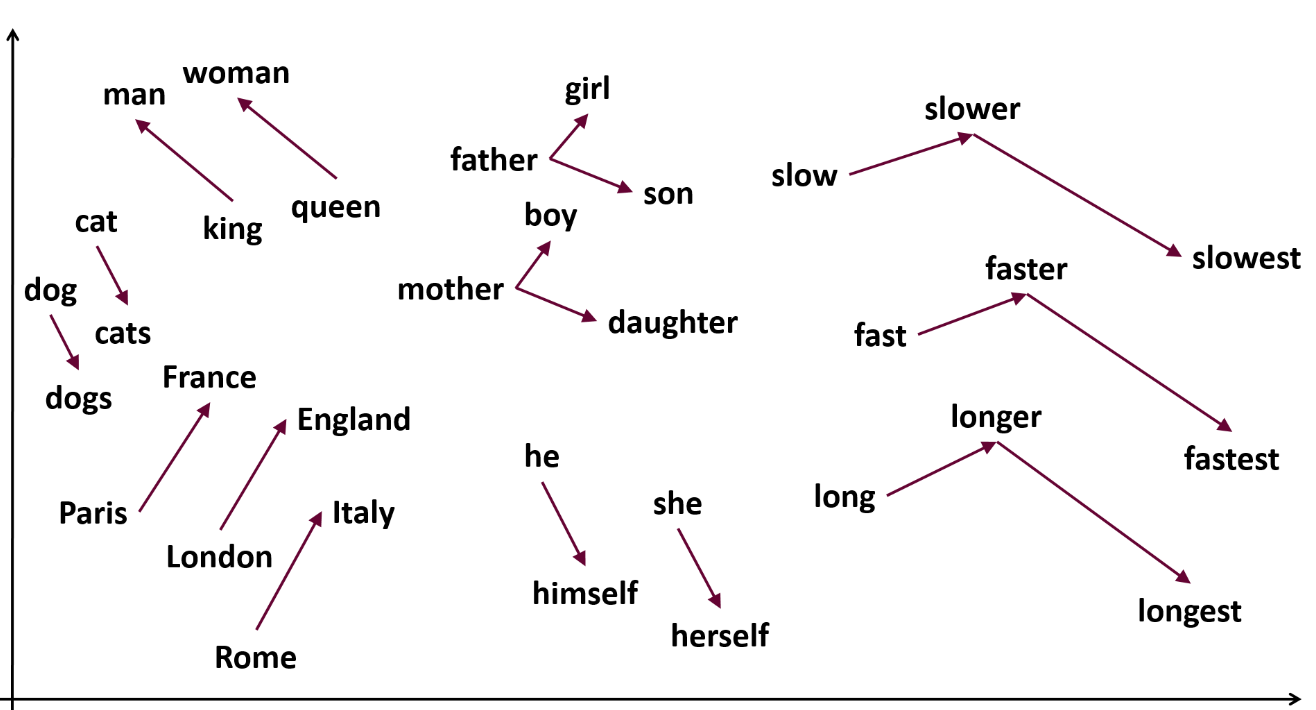 woman
man
king
queen
cat
cats
dog
dogs
France
Paris
England
London
Italy
Rome
girl
father
son
boy
mother
daughter
he
himself
she
herself
slower
slow
slowest
faster
fast
fastest
longer
long
longest